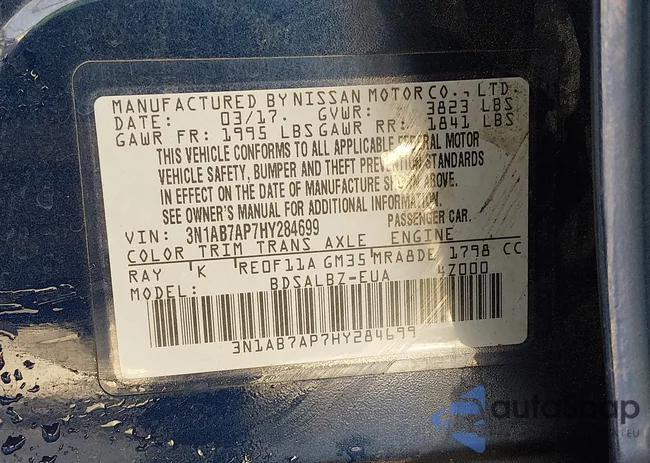 MANUFACTURED BY NISSAN MOTOR CO., LTD.
DATE: 03/17. GVWR: 3823 LBS
GAWR FR: 1995 LBS GAWR RR: 1841 LBS
THIS VEHICLE CONFORMS TO ALL APPLICABLE FEDERAL MOTOR
VEHICLE SAFETY, BUMPER AND THEFT PREVENTION STANDARDS
IN EFFECT ON THE DATE OF MANUFACTURE SHOWN ABOVE.
SEE OWNER'S MANUAL FOR ADDITIONAL INFORMATION.
VIN: 3N1AB7AP7HY284699 PASSENGER CAR.
COLOR TRIM TRANS AXLE ENGINE
RAY K RE0F11A GM35 MRA8DE 1798 CC
MODEL: BDSALBZ-EUA 4Z000
3N1AB7AP7HY284699
autoSnap
EU